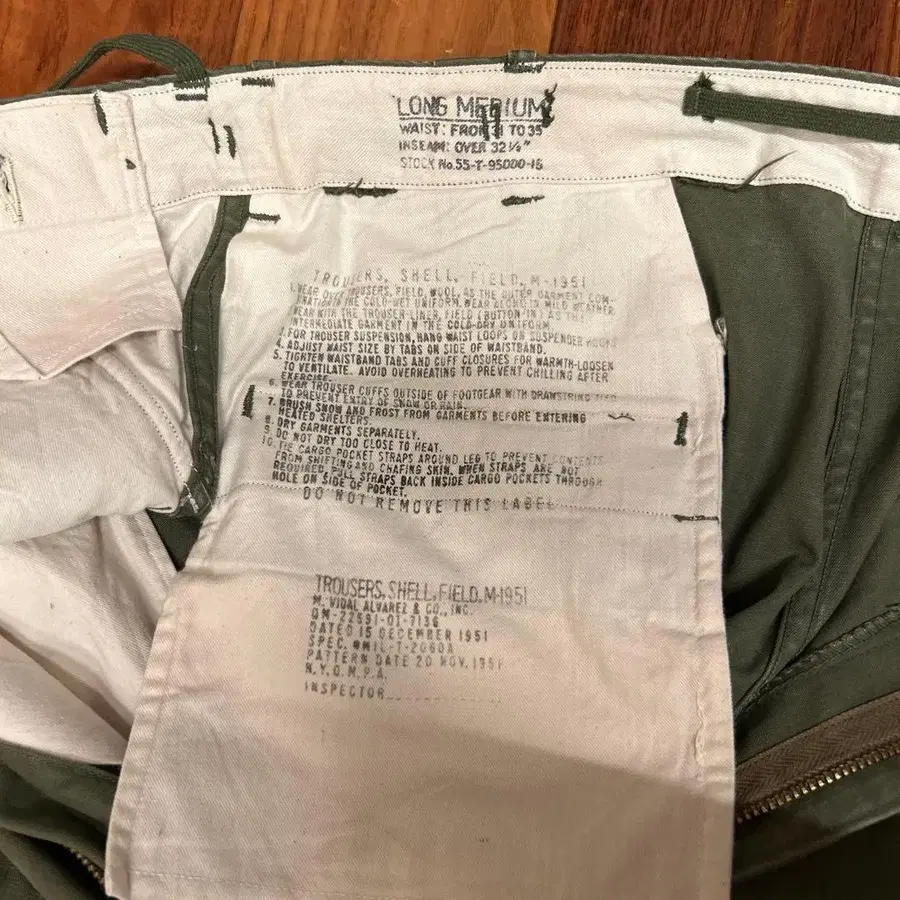 LONG MEDIUM
WAIST: FROM 31 TO 35
INSEAM: OVER 32½"
STOCK No. 55-T-95000-15
TROUSERS, SHELL, FIELD, M-1951
1. WEAR OVER TROUSERS, FIELD, WOOL, AS THE OUTER GARMENT COM-
BINATION IN THE COLD-WET UNIFORM. WEAR ALONE IN MILD WEATHER
WEAR WITH THE TROUSER-LINER, FIELD (BUTTON IN) AS THE
INTERMEDIATE GARMENT IN THE COLD-DRY UNIFORM
FOR TROUSER SUSPENSION, HANG WAIST LOOPS ON SUSPENDER HOOKS
4. ADJUST WAIST SIZE BY TABS ON SIDE OF WAISTBAND.
5. TIGHTEN WAISTBAND TABS AND CUFF CLOSURES FOR WARMTH-LOOSEN
TO VENTILATE. AVOID OVERHEATING TO PREVENT CHILLING AFTER
EXERCISE.
6. WEAR TROUSER CUFFS OUTSIDE OF FOOTGEAR WITH DRAWSTRING TIED
TO PREVENT ENTRY OF SNOW OR RAIN.
7. BRUSH SNOW AND FROST FROM GARMENTS BEFORE ENTERING
HEATED SHELTERS.
8. DRY GARMENTS SEPARATELY.
9. DO NOT DRY TOO CLOSE TO HEAT.
10. TIE CARGO POCKET STRAPS AROUND LEG TO PREVENT CONTENTS
FROM SHIFTING AND CHAFING SKIN. WHEN STRAPS ARE NOT
REQUIRED, PULL STRAPS BACK INSIDE CARGO POCKETS THROUGH
HOLE ON SIDE OF POCKET.
DO NOT REMOVE THIS LABEL
TROUSERS, SHELL, FIELD, M-1951
M. VIDAL ALVAREZ & CO., INC.
QM-22591-OI-7136
DATED 15 DECEMBER 1951
SPEC. #MIL-T-2060A
PATTERN DATE 20 NOV. 1951
N.Y.Q.M.P.A.
INSPECTOR